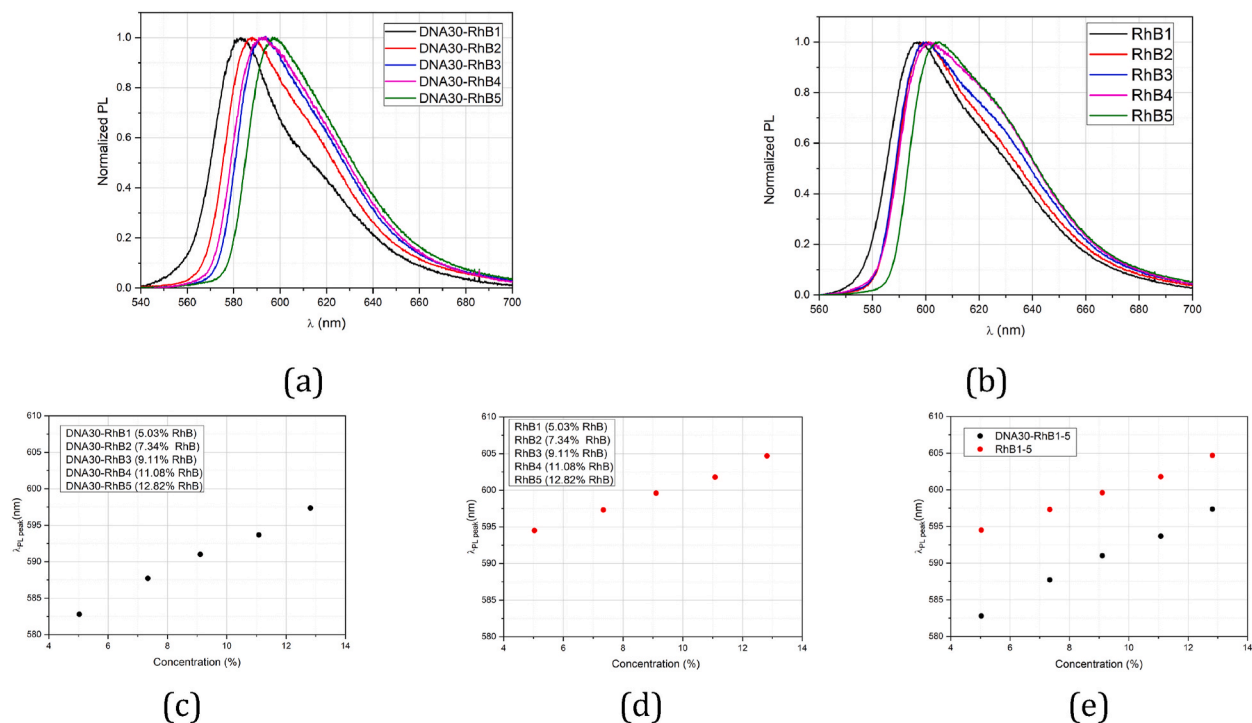 DNA30-RhB1
DNA30-RhB2
DNA30-RhB3
DNA30-RhB4
DNA30-RhB5
Normalized PL
1.0
0.8
0.6
0.4
0.2
0.0
540 560 580 600 620 640 660 680 700
λ (nm)
(a)
RhB1
RhB2
RhB3
RhB4
RhB5
Normalized PL
1.0
0.8
0.6
0.4
0.2
0.0
560 580 600 620 640 660 680 700
λ (nm)
(b)
DNA30-RhB1 (5.03% RhB)
DNA30-RhB2 (7.34% RhB)
DNA30-RhB3 (9.11% RhB)
DNA30-RhB4 (11.08% RhB)
DNA30-RhB5 (12.82% RhB)
λPL peak(nm)
610
605
600
595
590
585
580
4 6 8 10 12 14
Concentration (%)
(c)
RhB1 (5.03% RhB)
RhB2 (7.34% RhB)
RhB3 (9.11% RhB)
RhB4 (11.08% RhB)
RhB5 (12.82% RhB)
λPL peak(nm)
610
605
600
595
590
585
580
4 6 8 10 12 14
Concentration (%)
(d)
DNA30-RhB1-5
RhB1-5
λPL peak(nm)
610
605
600
595
590
585
580
4 6 8 10 12 14
Concentration (%)
(e)